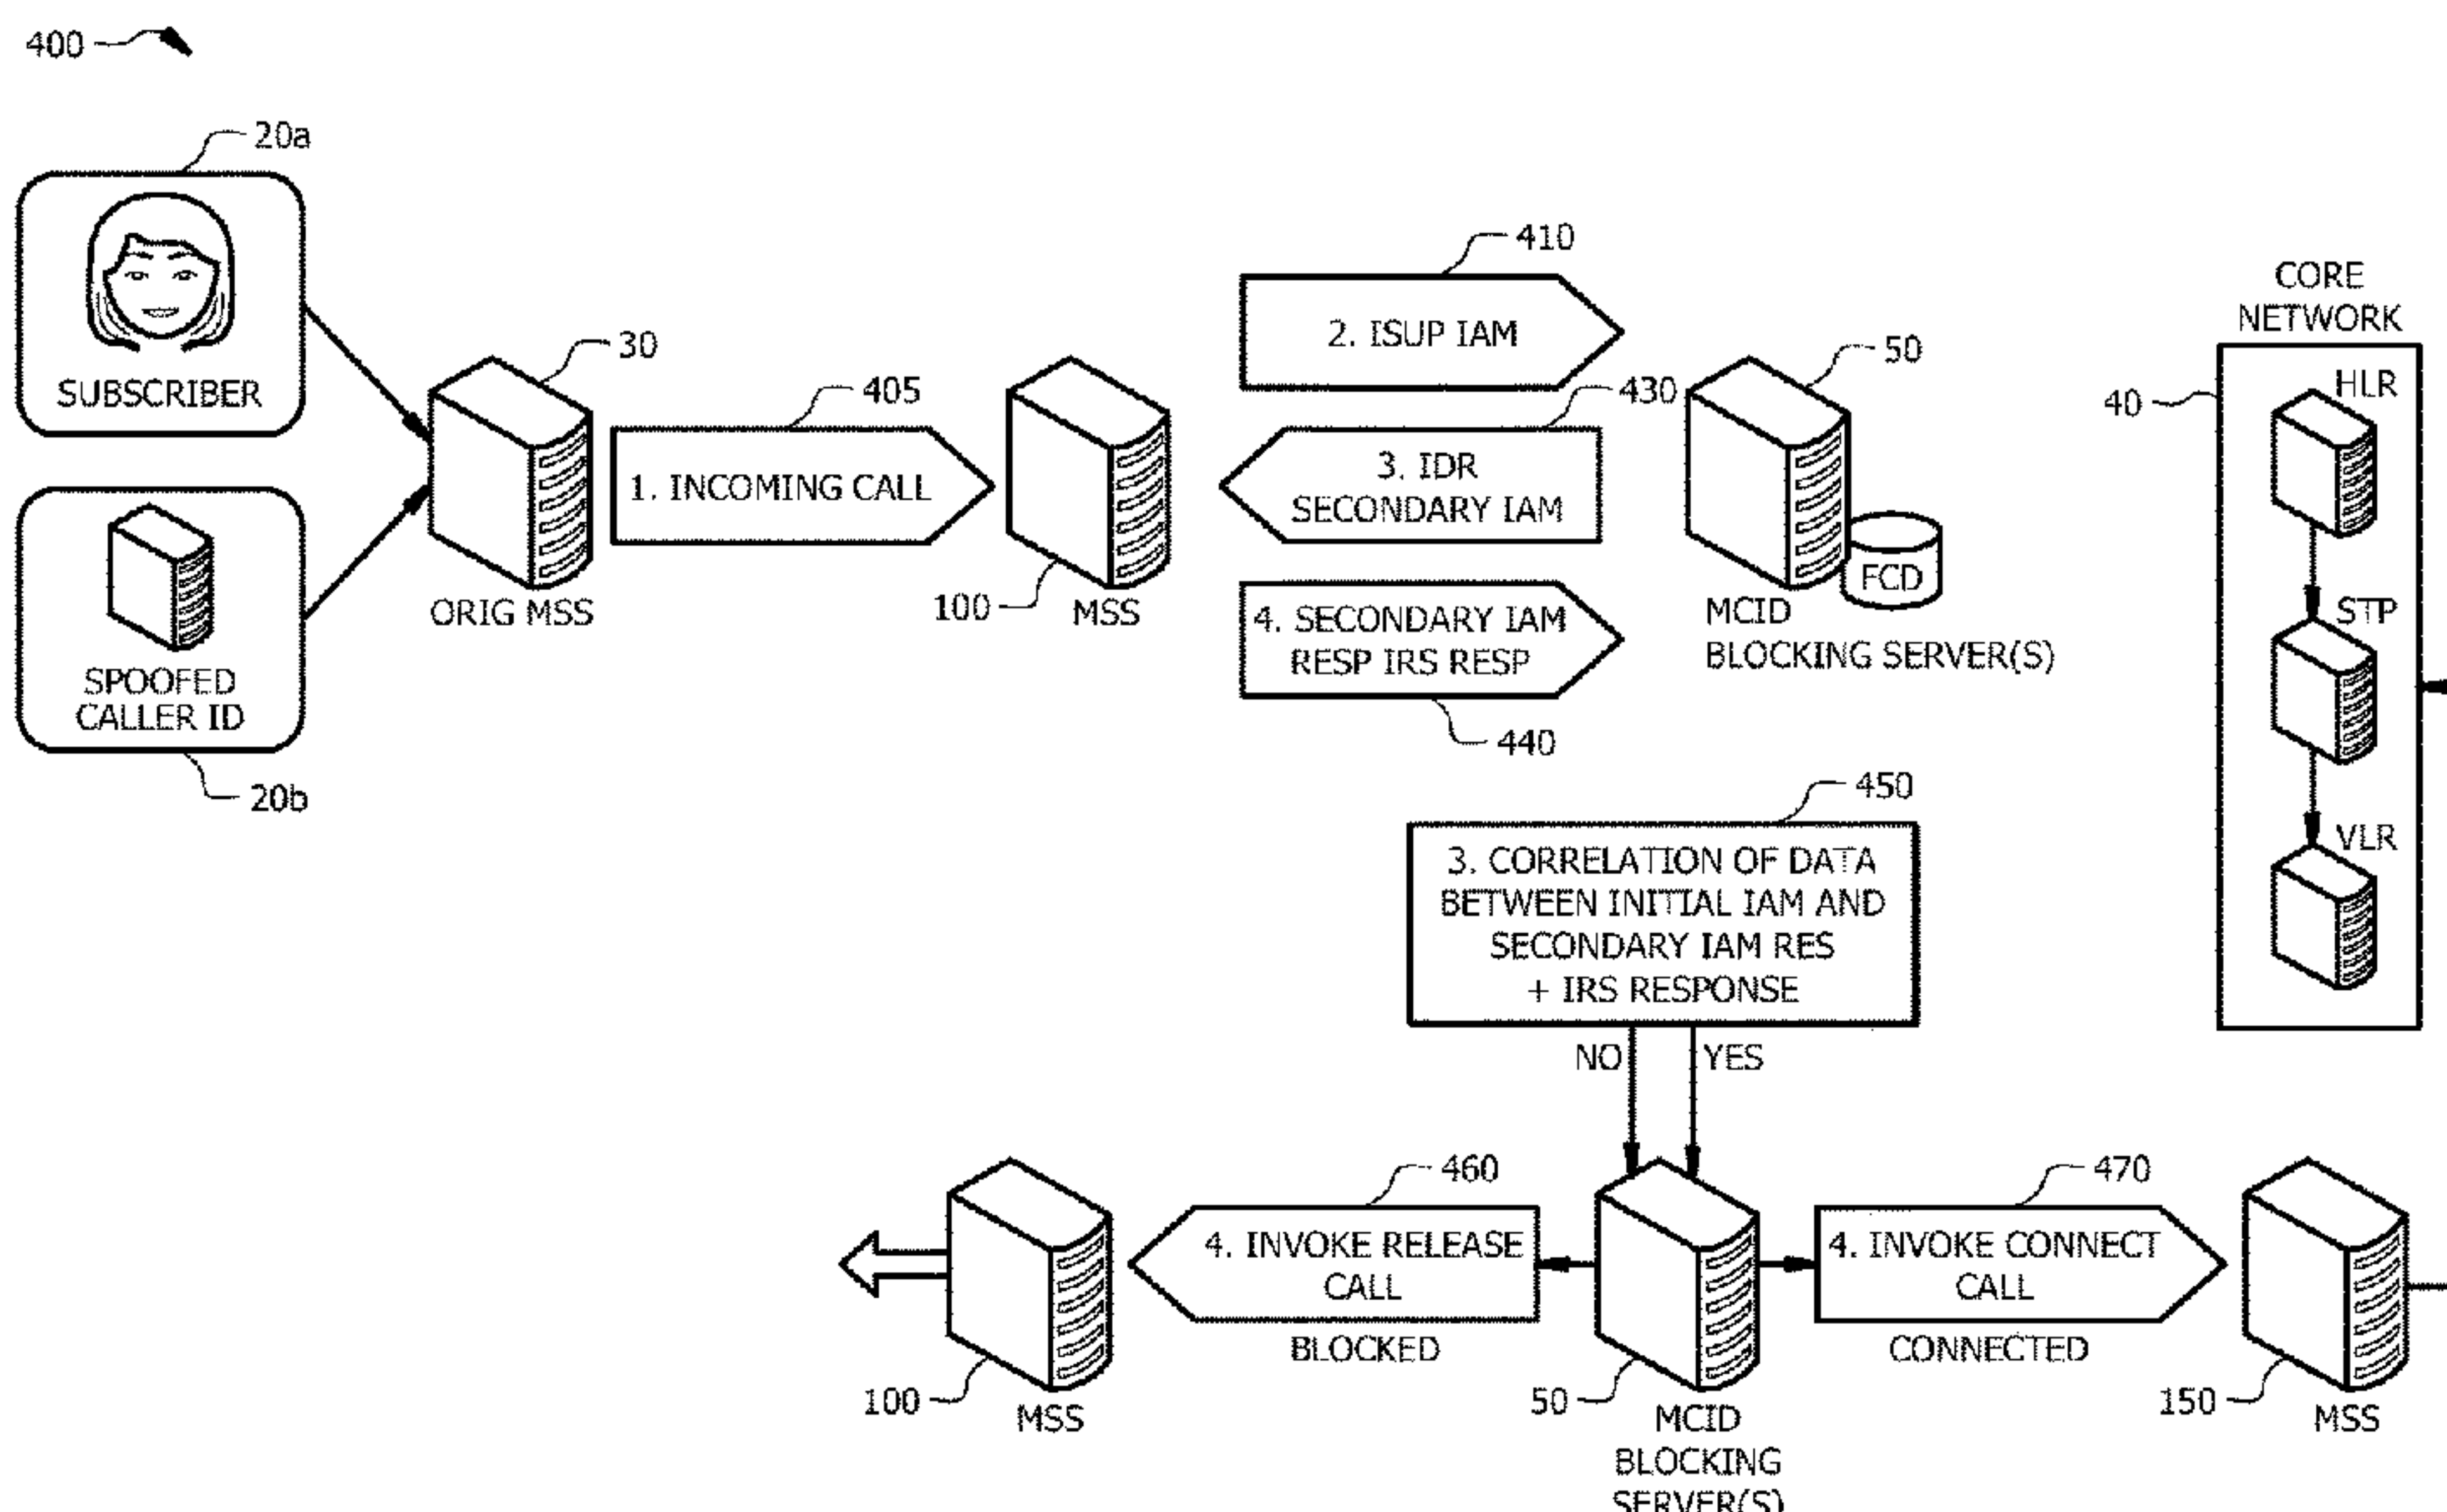 400
20a
SUBSCRIBER
SPOOFED
CALLER ID
20b
30
ORIG MSS
405
1. INCOMING CALL
100
MSS
410
2. ISUP IAM
430
3. IDR
SECONDARY IAM
4. SECONDARY IAM
RESP IRS RESP
440
50
FCD
MCID
BLOCKING SERVER(S)
CORE
NETWORK
40
HLR
STP
VLR
450
3. CORRELATION OF DATA
BETWEEN INITIAL IAM AND
SECONDARY IAM RES
+ IRS RESPONSE
NO
YES
460
4. INVOKE RELEASE
CALL
BLOCKED
100
MSS
50
MCID
BLOCKING
SERVER(S)
470
4. INVOKE CONNECT
CALL
CONNECTED
150
MSS